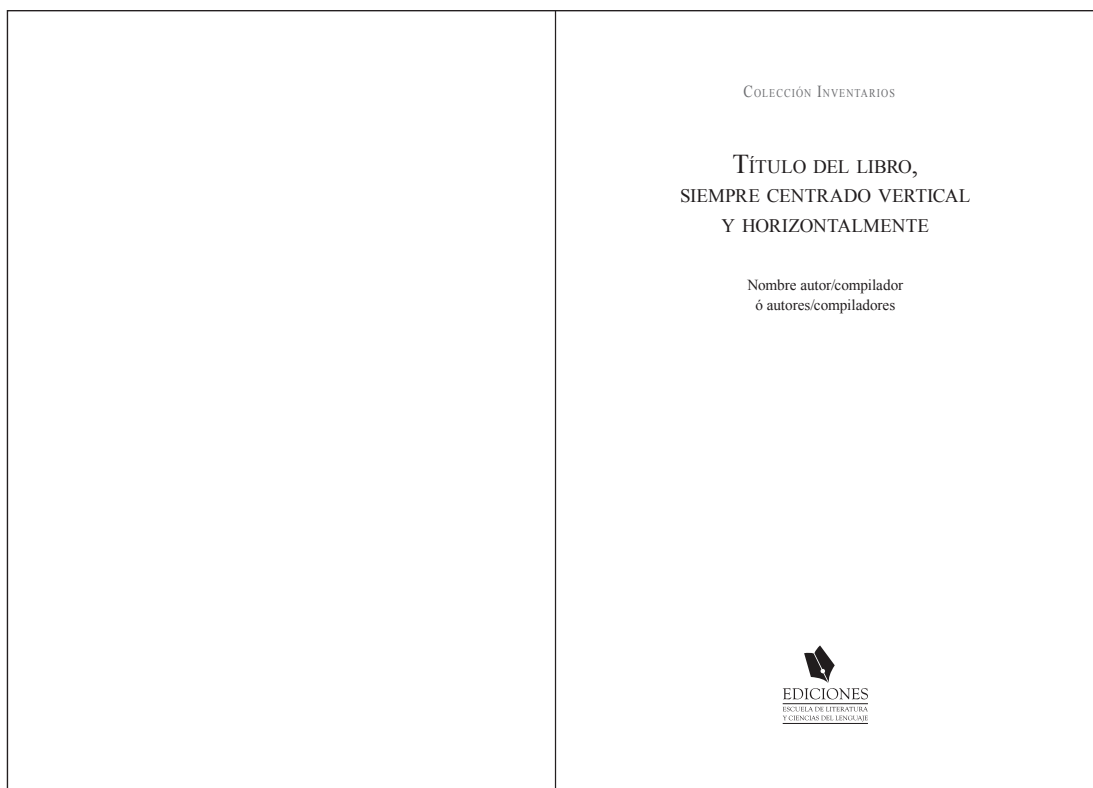 Colección Inventarios
Título del libro,
siempre centrado vertical
y horizontalmente
Nombre autor/compilador
ó autores/compiladores
EDICIONES
ESCUELA DE LITERATURA
Y CIENCIAS DEL LENGUAJE